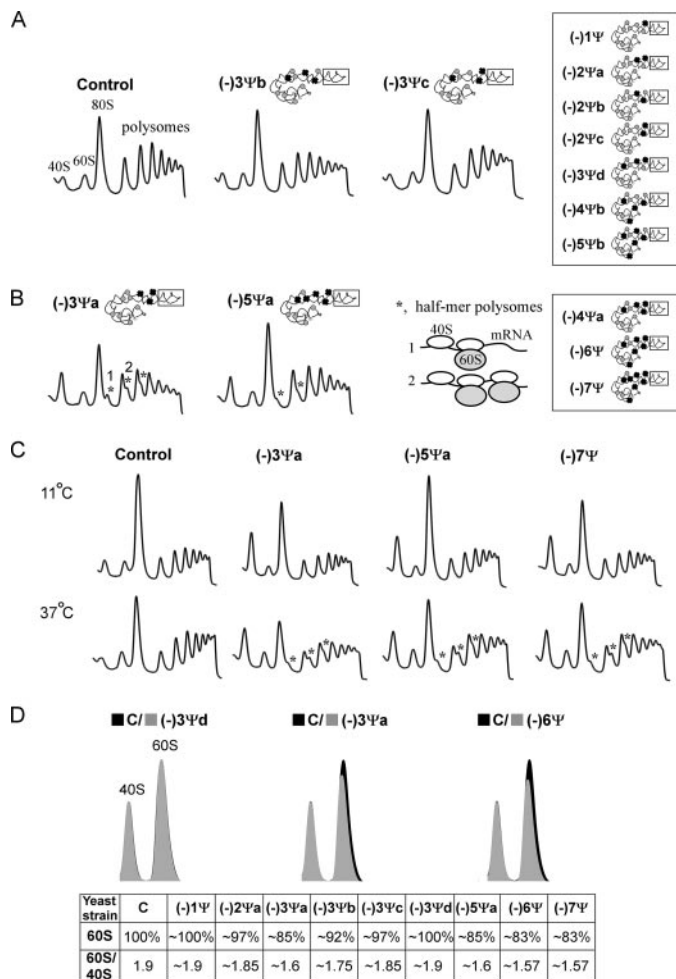 A
Control
(-)3Ψb
(-)3Ψc
40S
60S
80S
polysomes
(-)1Ψ
(-)2Ψa
(-)2Ψb
(-)2Ψc
(-)3Ψd
(-)4Ψb
(-)5Ψb
B
(-)3Ψa
(-)5Ψa
1
*
2
*
*
*
*
*, half-mer polysomes
40S
mRNA
1
60S
2
(-)4Ψa
(-)6Ψ
(-)7Ψ
C
Control (-)3Ψa (-)5Ψa (-)7Ψ
11°C
37°C
* * * * * * * * *
D
C/ (-)3Ψd C/ (-)3Ψa C/ (-)6Ψ
40S
60S
Yeast strain C (-)1Ψ (-)2Ψa (-)3Ψa (-)3Ψb (-)3Ψc (-)3Ψd (-)5Ψa (-)6Ψ (-)7Ψ
60S 100% ~100% ~97% ~85% ~92% ~97% ~100% ~85% ~83% ~83%
60S/40S 1.9 ~1.9 ~1.85 ~1.6 ~1.75 ~1.85 ~1.9 ~1.6 ~1.57 ~1.57